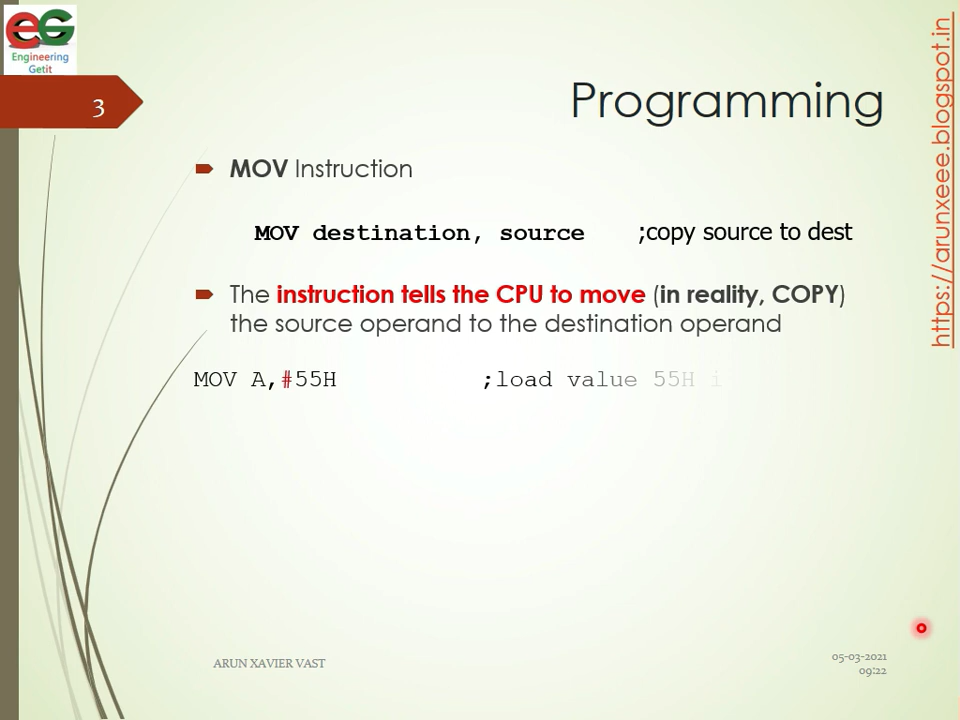 eG
Engineering
Getit
3
Programming
https://arunxeee.blogspot.in
MOV Instruction
MOV destination, source ;copy source to dest
The instruction tells the CPU to move (in reality, COPY)
the source operand to the destination operand
MOV A,#55H ;load value 55H
ARUN XAVIER VAST
05-03-2021
09:22